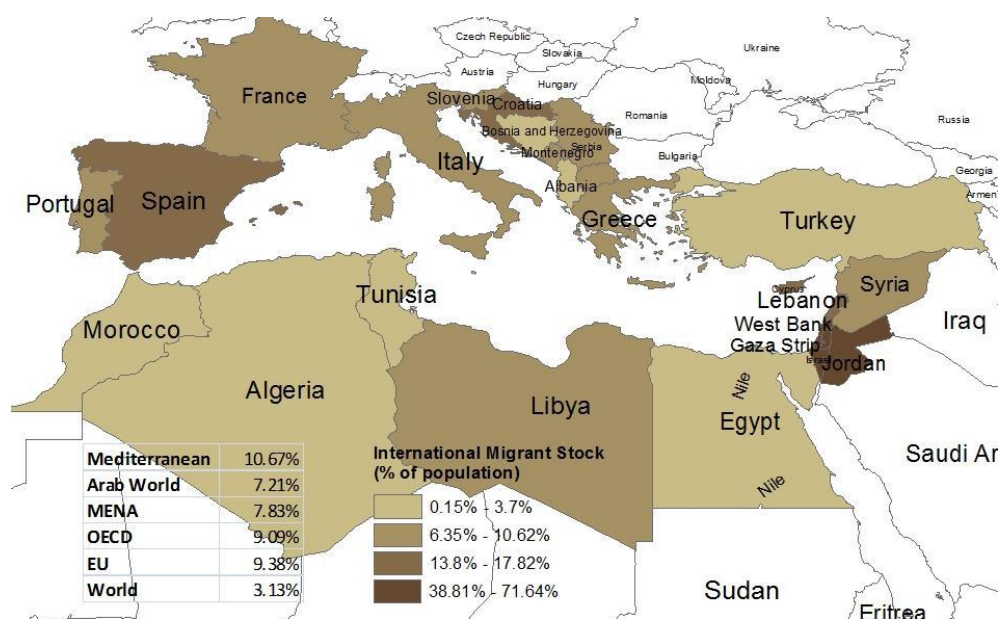 Czech Republic
Ukraine
Slovakia
Austria
Moldova
Hungary
France
Slovenia
Croatia
Romania
Russia
Bosnia and Herzegovina
Serbia
Italy
Montenegro
Bulgaria
Georgia
Albania
Armen
Portugal
Spain
Greece
Turkey
Syria
Cyprus
Tunisia
Lebanon
Iraq
Morocco
West Bank
Gaza Strip
Israel
Jordan
Algeria
Libya
Nile
Egypt
Saudi Ar
Nile
Sudan
Eritrea
Mediterranean 10.67%
Arab World 7.21%
MENA 7.83%
OECD 9.09%
EU 9.38%
World 3.13%
International Migrant Stock
(% of population)
0.15% - 3.7%
6.35% - 10.62%
13.8% - 17.82%
38.81% - 71.64%